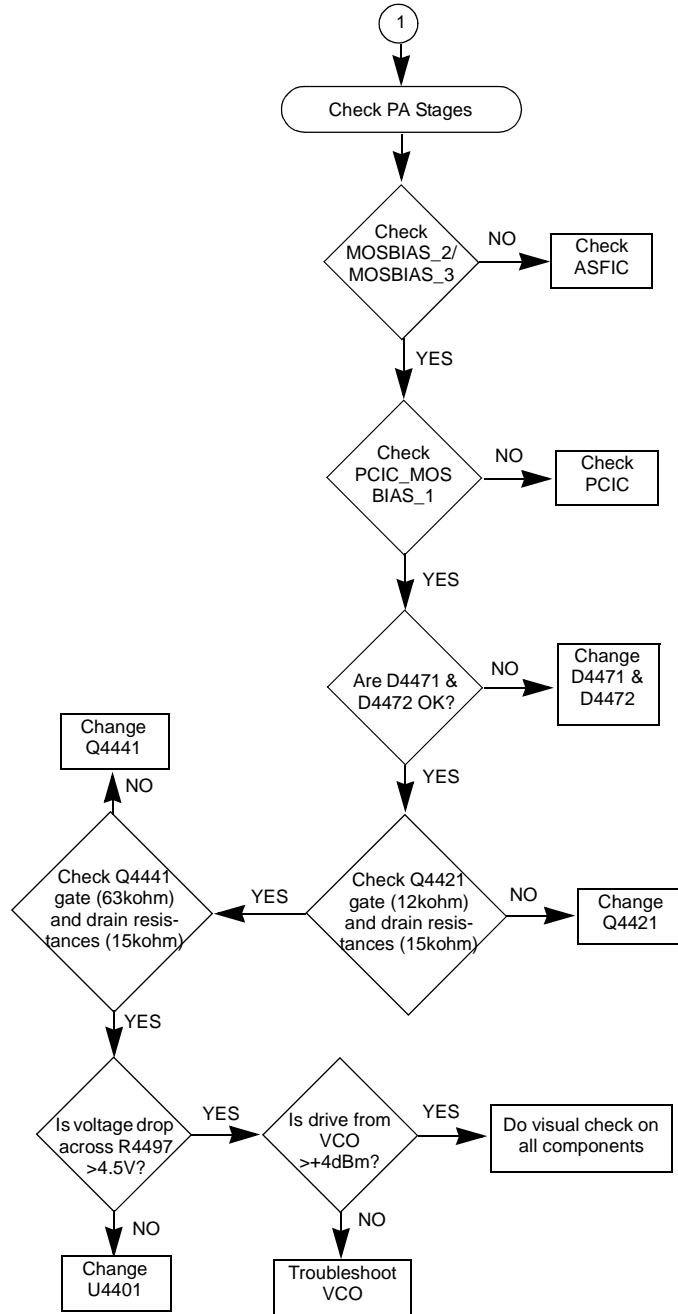 1
Check PA Stages
Check
MOSBIAS_2/
MOSBIAS_3
NO
Check
ASFIC
YES
Check
PCIC_MOS
BIAS_1
NO
Check
PCIC
YES
Are D4471 &
D4472 OK?
NO
Change
D4471 &
D4472
YES
Check Q4421
gate (12kohm)
and drain resis-
tances (15kohm)
NO
Change
Q4421
YES
Check Q4441
gate (63kohm)
and drain resis-
tances (15kohm)
NO
Change
Q4441
YES
Is voltage drop
across R4497
>4.5V?
NO
Change
U4401
YES
Is drive from
VCO
>+4dBm?
NO
Troubleshoot
VCO
YES
Do visual check on
all components